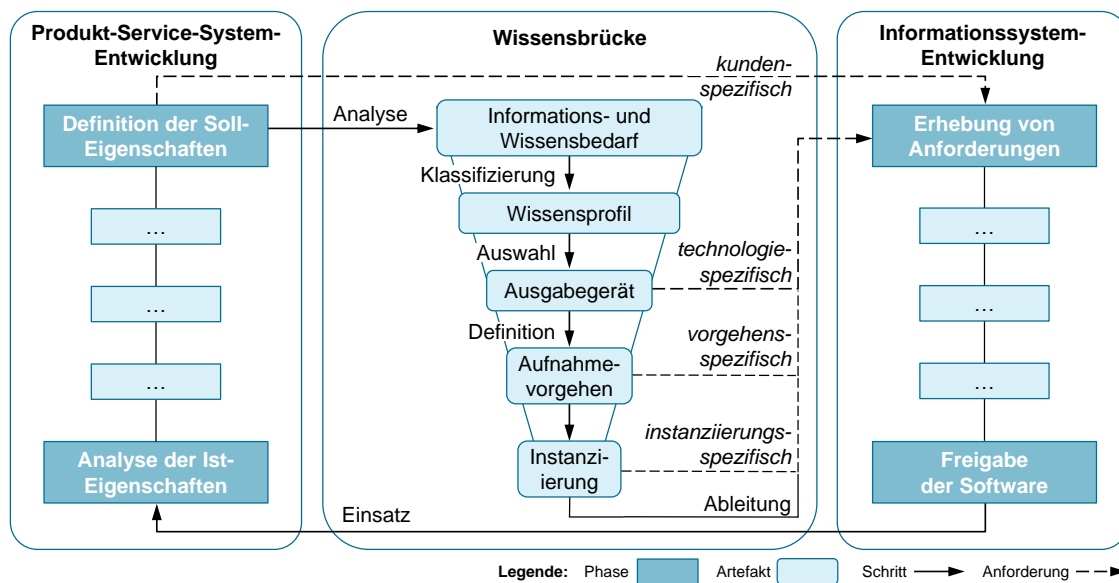 Produkt-Service-System-
Entwicklung
Wissensbrücke
Informationssystem-
Entwicklung
kunden-
spezifisch
Definition der Soll-
Eigenschaften
Analyse
Informations- und
Wissensbedarf
Erhebung von
Anforderungen
Klassifizierung
Wissensprofil
…
…
Auswahl
technologie-
spezifisch
Ausgabegerät
…
…
Definition
vorgehens-
spezifisch
Aufnahme-
vorgehen
…
…
instanziierungs-
spezifisch
Analyse der Ist-
Eigenschaften
Instanzi-
ierung
Freigabe
der Software
Ableitung
Einsatz
Legende: Phase Artefakt Schritt Anforderung